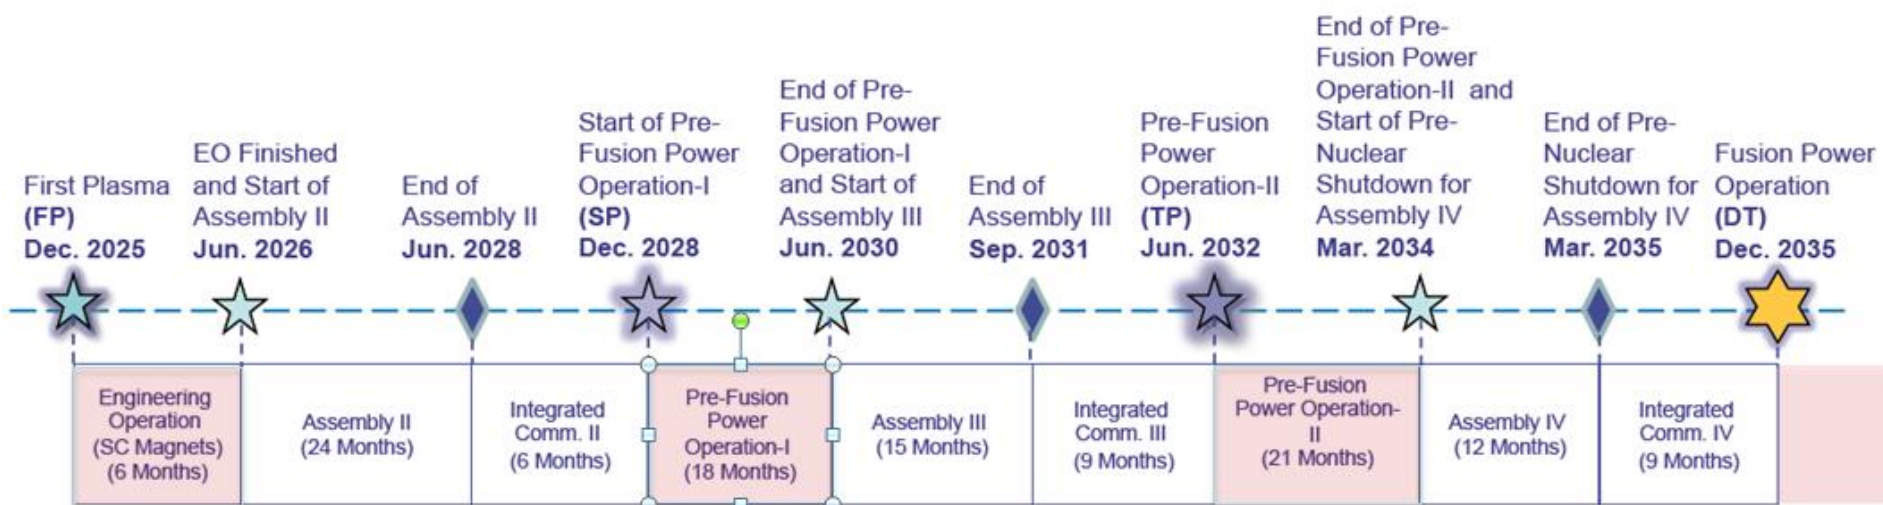 First Plasma
(FP)
Dec. 2025
EO Finished
and Start of
Assembly II
Jun. 2026
End of
Assembly II
Jun. 2028
Start of Pre-
Fusion Power
Operation-I
(SP)
Dec. 2028
End of Pre-
Fusion Power
Operation-I
and Start of
Assembly III
Jun. 2030
End of
Assembly III
Sep. 2031
Pre-Fusion
Power
Operation-II
(TP)
Jun. 2032
End of Pre-
Fusion Power
Operation-II and
Start of Pre-
Nuclear
Shutdown for
Assembly IV
Mar. 2034
End of Pre-
Nuclear
Shutdown for
Assembly IV
Mar. 2035
Fusion Power
Operation
(DT)
Dec. 2035
Engineering
Operation
(SC Magnets)
(6 Months)
Assembly II
(24 Months)
Integrated
Comm. II
(6 Months)
Pre-Fusion
Power
Operation-I
(18 Months)
Assembly III
(15 Months)
Integrated
Comm. III
(9 Months)
Pre-Fusion
Power Operation-
II
(21 Months)
Assembly IV
(12 Months)
Integrated
Comm. IV
(9 Months)